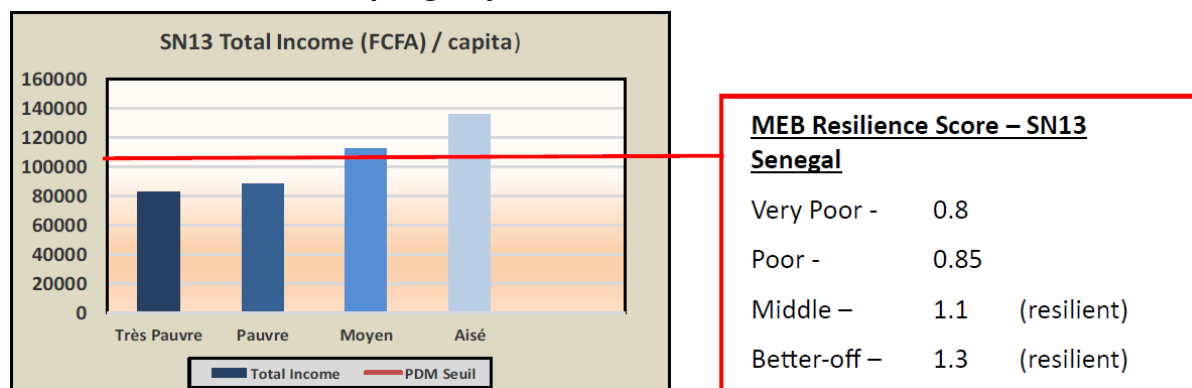 SN13 Total Income (FCFA) / capita)
160000
140000
120000
100000
80000
60000
40000
20000
0
Très Pauvre Pauvre Moyen Aisé
Total Income PDM Seuil
MEB Resilience Score – SN13
Senegal
Very Poor - 0.8
Poor - 0.85
Middle – 1.1 (resilient)
Better-off – 1.3 (resilient)